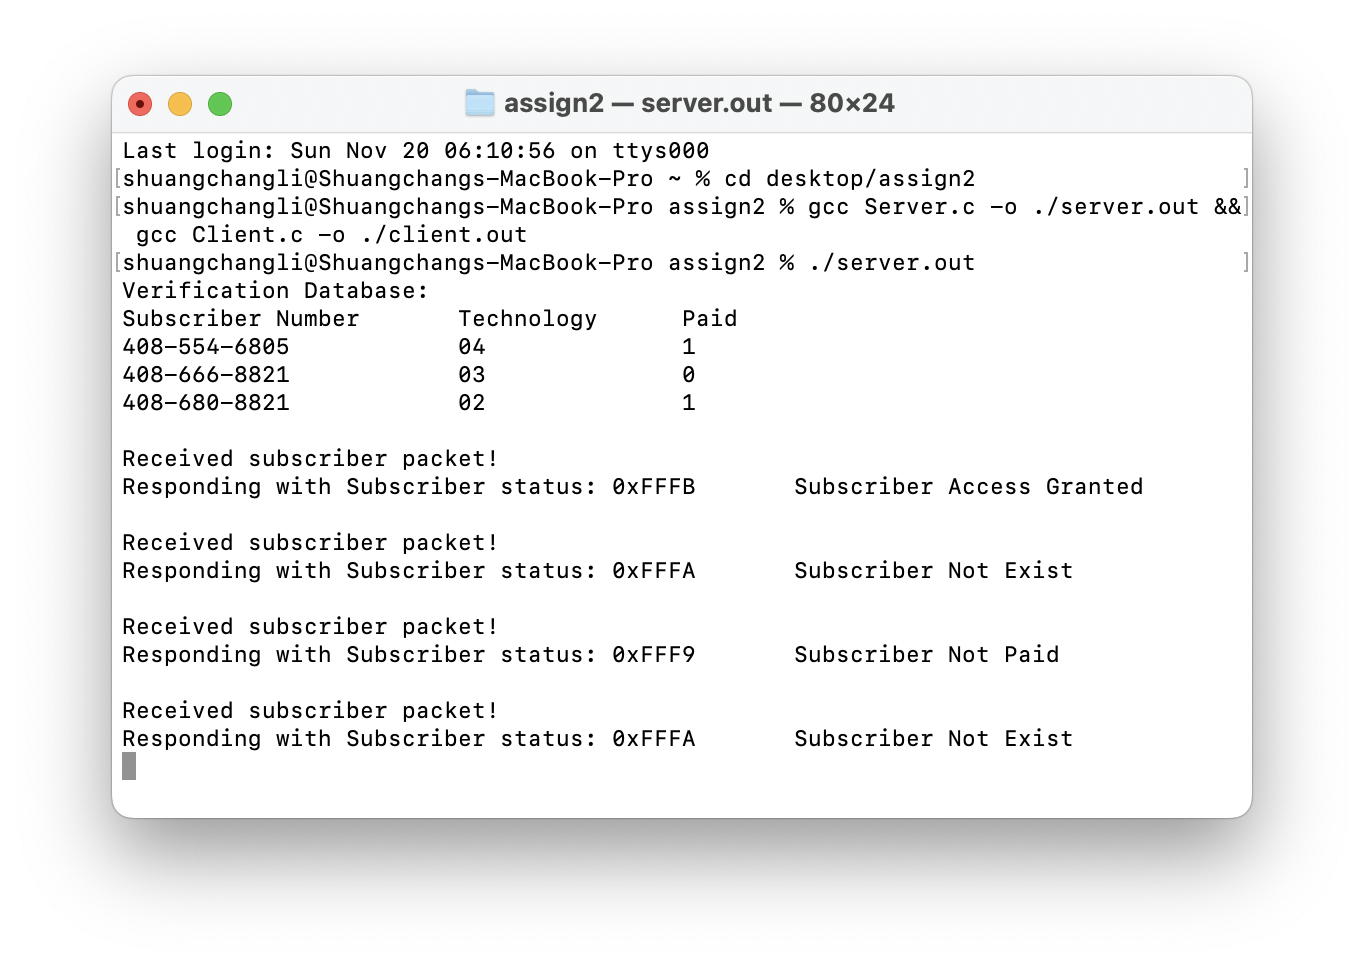 assign2 — server.out — 80×24
Last login: Sun Nov 20 06:10:56 on ttys000
[shuangchangli@Shuangchangs-MacBook-Pro ~ % cd desktop/assign2 ]
[shuangchangli@Shuangchangs-MacBook-Pro assign2 % gcc Server.c -o ./server.out &&]
gcc Client.c -o ./client.out
[shuangchangli@Shuangchangs-MacBook-Pro assign2 % ./server.out ]
Verification Database:
Subscriber Number Technology Paid
408-554-6805 04 1
408-666-8821 03 0
408-680-8821 02 1
Received subscriber packet!
Responding with Subscriber status: 0xFFFB Subscriber Access Granted
Received subscriber packet!
Responding with Subscriber status: 0xFFFA Subscriber Not Exist
Received subscriber packet!
Responding with Subscriber status: 0xFFF9 Subscriber Not Paid
Received subscriber packet!
Responding with Subscriber status: 0xFFFA Subscriber Not Exist